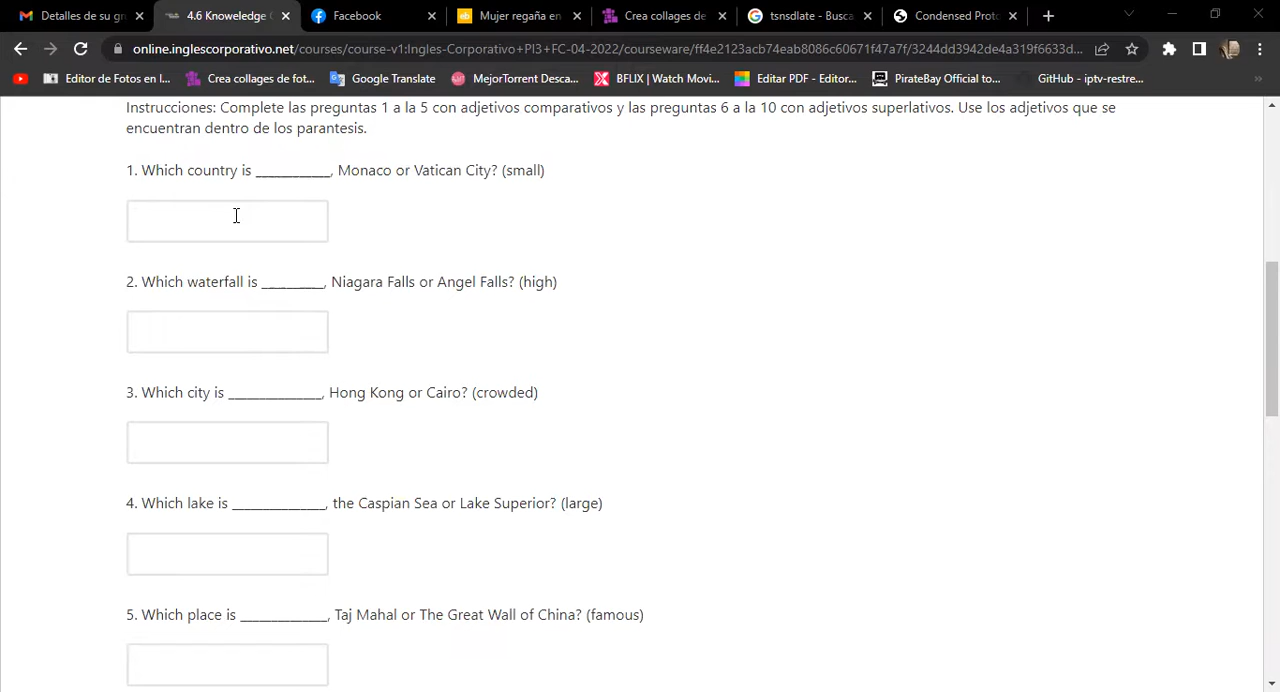 Detalles de su gr
4.6 Knoweledge
Facebook
Mujer regaña en
Crea collages de
tsnsdlate - Busca
Condensed Prot
online.inglescorporativo.net/courses/course-v1:Ingles-Corporativo+PI3+FC-04-2022/courseware/ff4e2123acb74eab8086c60671f47a7f/3244dd3942de4a319f6633d...
Editor de Fotos en l...
Crea collages de fot...
Google Translate
MejorTorrent Desca...
BFLIX | Watch Movi...
Editar PDF - Editor...
PirateBay Official to...
GitHub - iptv-restre...
»
Instrucciones: Complete las preguntas 1 a la 5 con adjetivos comparativos y las preguntas 6 a la 10 con adjetivos superlativos. Use los adjetivos que se
encuentran dentro de los parantesis.
1. Which country is ___________, Monaco or Vatican City? (small)
2. Which waterfall is _________, Niagara Falls or Angel Falls? (high)
3. Which city is ______________, Hong Kong or Cairo? (crowded)
4. Which lake is ______________, the Caspian Sea or Lake Superior? (large)
5. Which place is _____________, Taj Mahal or The Great Wall of China? (famous)